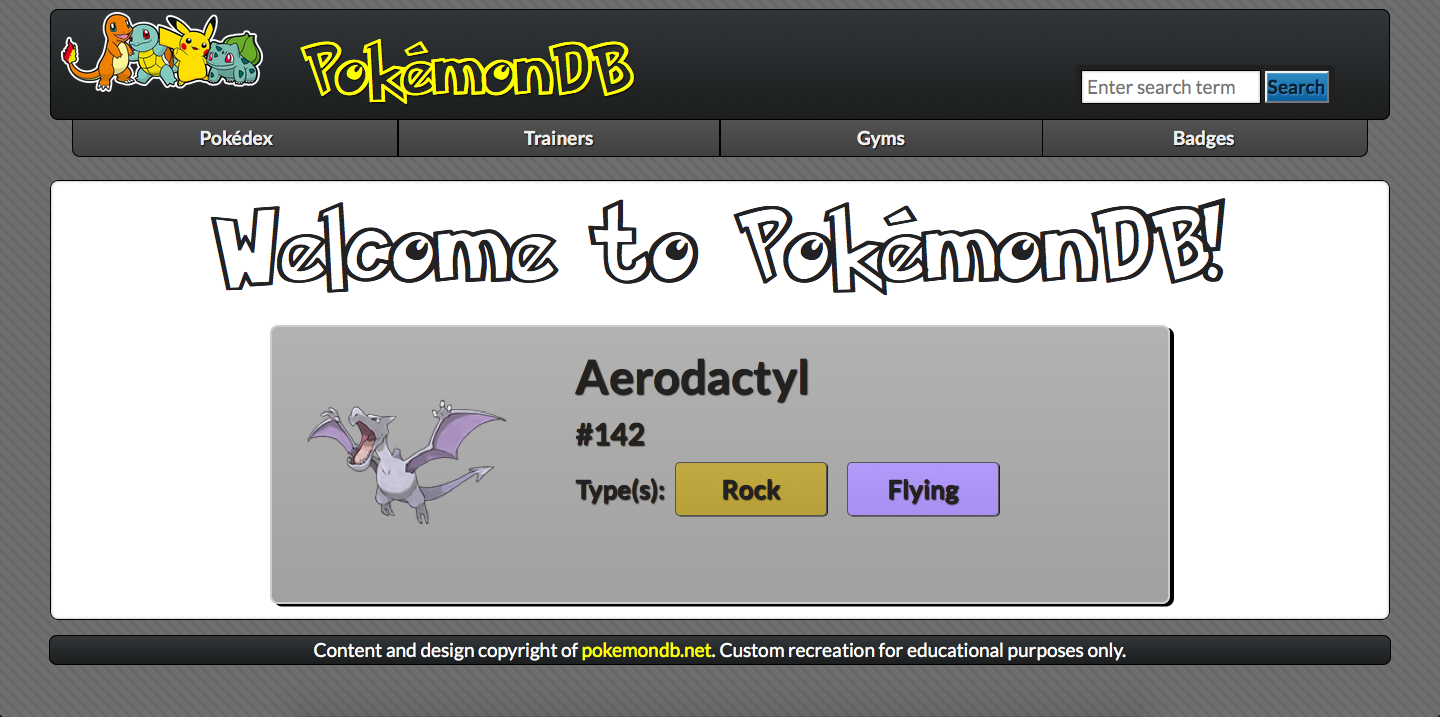 PokémonDB
Enter search term Search
Pokédex Trainers Gyms Badges
Welcome to PokémonDB!
Aerodactyl
#142
Type(s): Rock Flying
Content and design copyright of pokemondb.net. Custom recreation for educational purposes only.